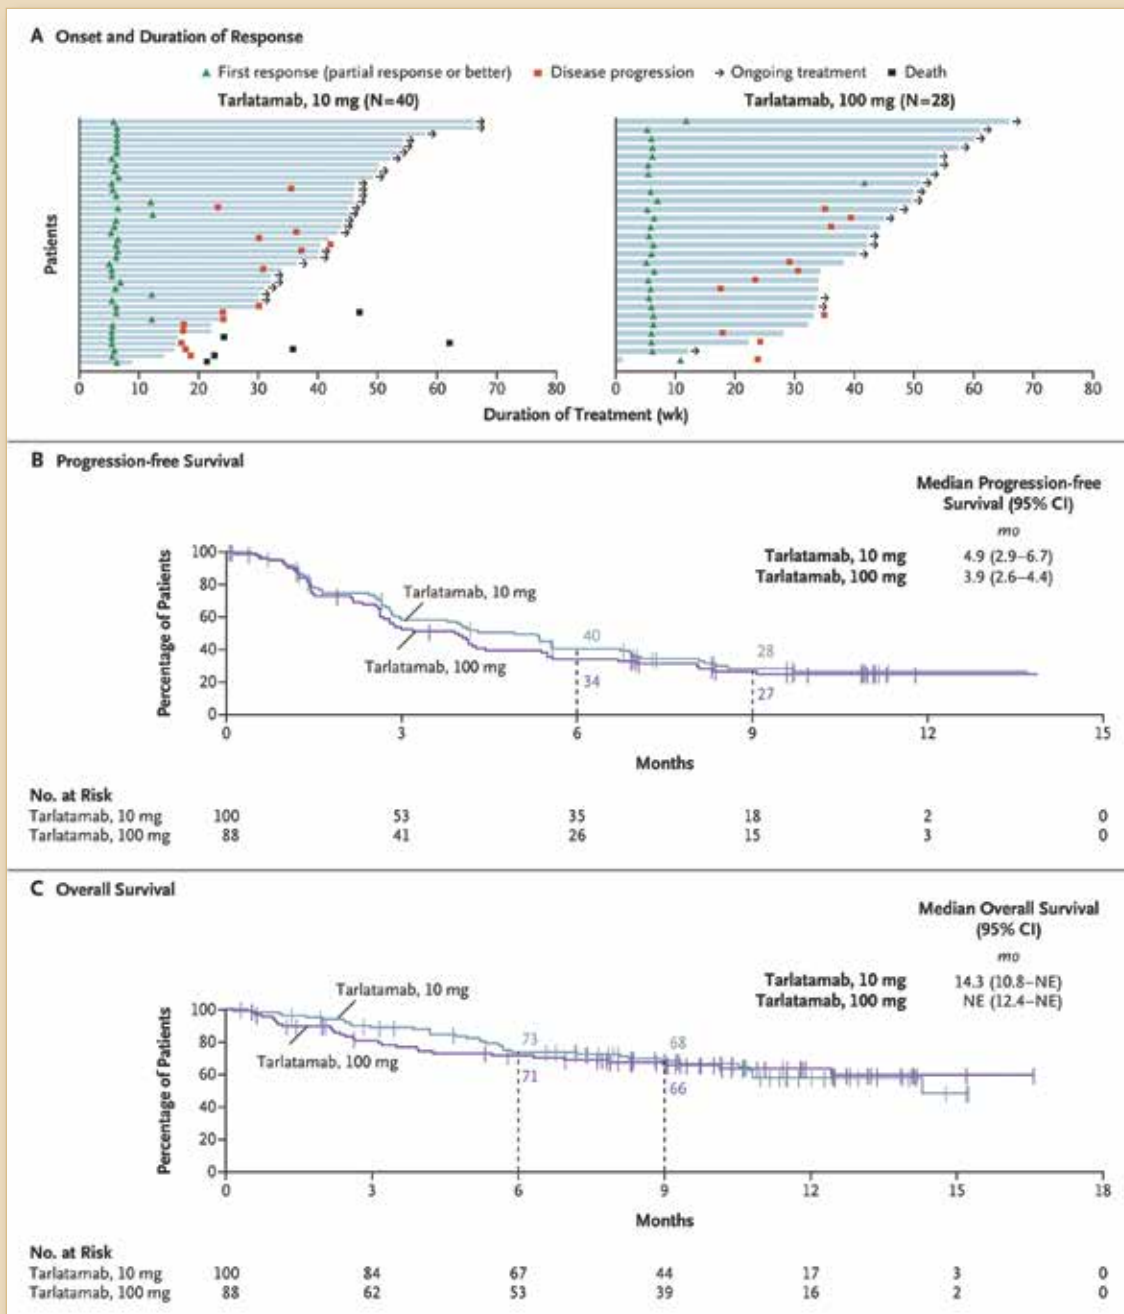 A Onset and Duration of Response
First response (partial response or better) Disease progression Ongoing treatment Death
Tarlatamab, 10 mg (N=40) Tarlatamab, 100 mg (N=28)
Patients
0 10 20 30 40 50 60 70 80 0 10 20 30 40 50 60 70 80
Duration of Treatment (wk)
B Progression-free Survival
Median Progression-free
Survival (95% CI)
mo
Tarlatamab, 10 mg 4.9 (2.9–6.7)
Tarlatamab, 100 mg 3.9 (2.6–4.4)
Percentage of Patients
100
80
60
40
20
0
Tarlatamab, 10 mg
Tarlatamab, 100 mg
40 28
34 27
0 3 6 9 12 15
Months
No. at Risk
Tarlatamab, 10 mg 100 53 35 18 2 0
Tarlatamab, 100 mg 88 41 26 15 3 0
C Overall Survival
Median Overall Survival
(95% CI)
mo
Tarlatamab, 10 mg 14.3 (10.8–NE)
Tarlatamab, 100 mg NE (12.4–NE)
Percentage of Patients
100
80
60
40
20
0
Tarlatamab, 10 mg
Tarlatamab, 100 mg
73 68
71 66
0 3 6 9 12 15 18
Months
No. at Risk
Tarlatamab, 10 mg 100 84 67 44 17 3 0
Tarlatamab, 100 mg 88 62 53 39 16 2 0